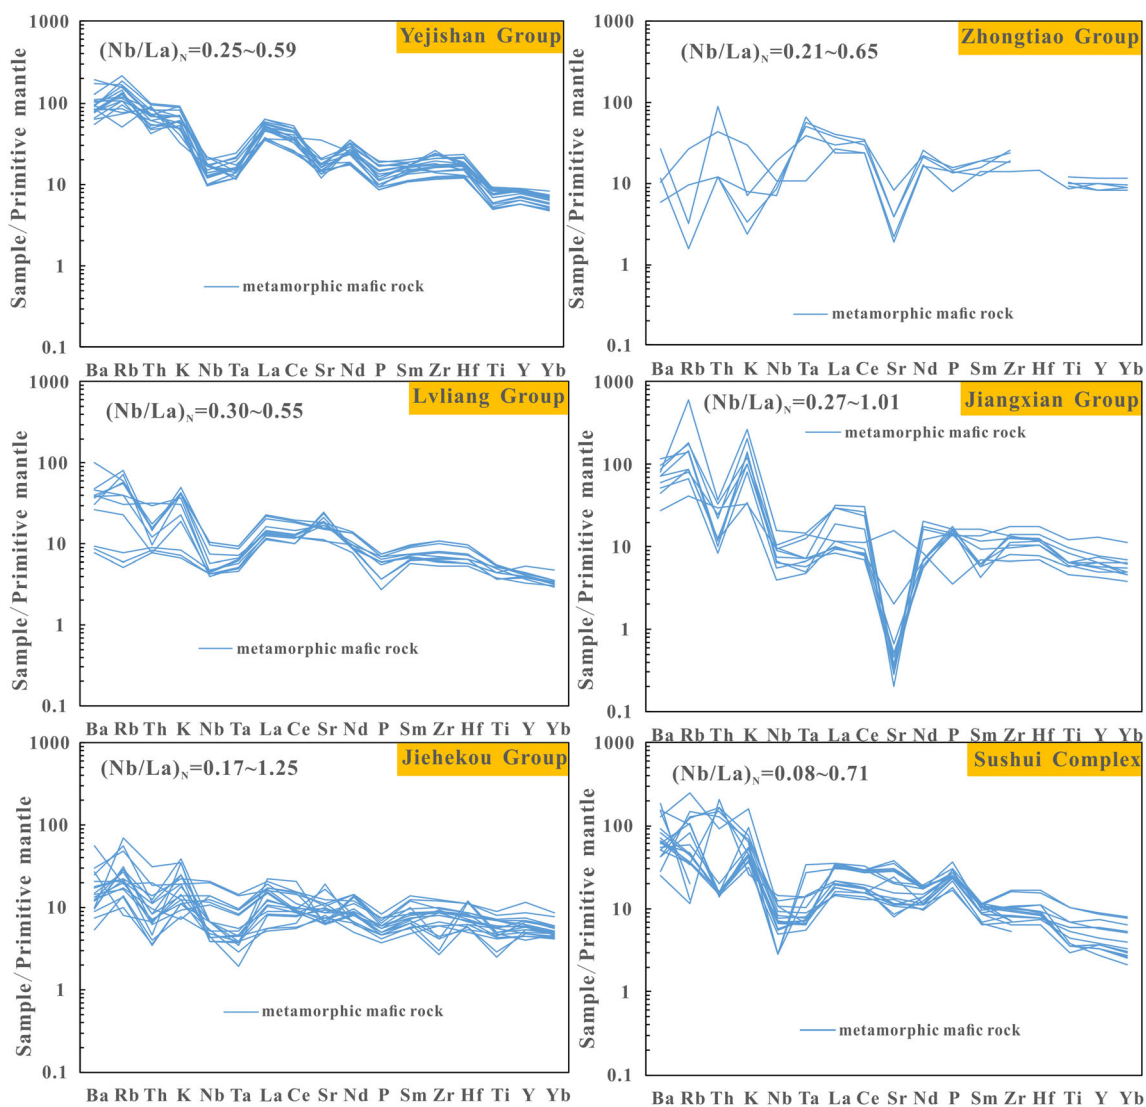 1000
100
10
1
0.1
Sample/Primitive mantle
Yejishan Group
(Nb/La)N=0.25~0.59
metamorphic mafic rock
Ba Rb Th K Nb Ta La Ce Sr Nd P Sm Zr Hf Ti Y Yb
1000
100
10
1
0.1
Sample/Primitive mantle
Zhongtiao Group
(Nb/La)N=0.21~0.65
metamorphic mafic rock
Ba Rb Th K Nb Ta La Ce Sr Nd P Sm Zr Hf Ti Y Yb
1000
100
10
1
0.1
Sample/Primitive mantle
Lvliang Group
(Nb/La)N=0.30~0.55
metamorphic mafic rock
Ba Rb Th K Nb Ta La Ce Sr Nd P Sm Zr Hf Ti Y Yb
1000
100
10
1
0.1
Sample/Primitive mantle
Jiangxian Group
(Nb/La)N=0.27~1.01
metamorphic mafic rock
Ba Rb Th K Nb Ta La Ce Sr Nd P Sm Zr Hf Ti Y Yb
1000
100
10
1
0.1
Sample/Primitive mantle
Jiehekou Group
(Nb/La)N=0.17~1.25
metamorphic mafic rock
Ba Rb Th K Nb Ta La Ce Sr Nd P Sm Zr Hf Ti Y Yb
1000
100
10
1
0.1
Sample/Primitive mantle
Sushui Complex
(Nb/La)N=0.08~0.71
metamorphic mafic rock
Ba Rb Th K Nb Ta La Ce Sr Nd P Sm Zr Hf Ti Y Yb